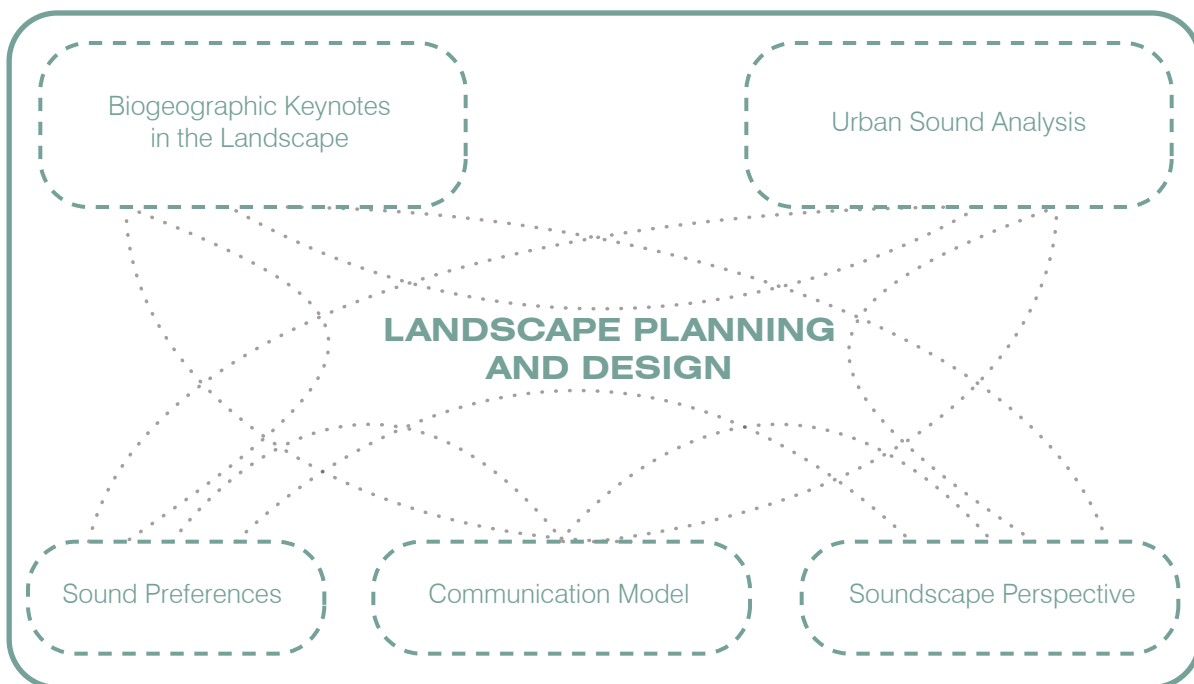 Biogeographic Keynotes
in the Landscape
Urban Sound Analysis
LANDSCAPE PLANNING
AND DESIGN
Sound Preferences
Communication Model
Soundscape Perspective